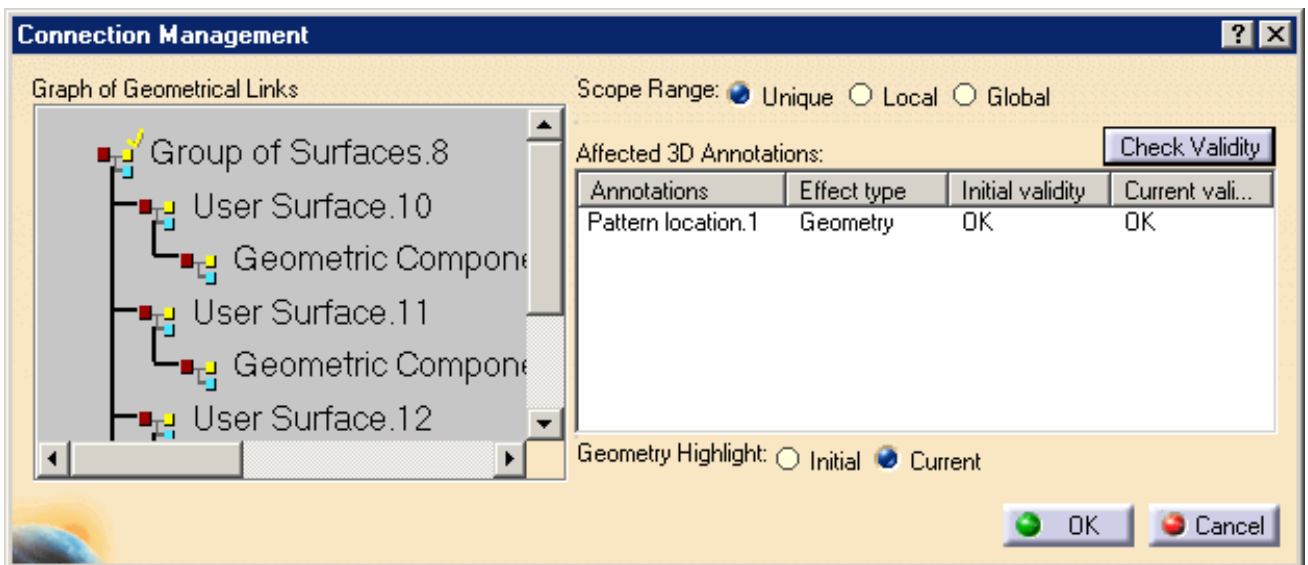 Connection Management
Graph of Geometrical Links
Group of Surfaces.8
User Surface.10
Geometric Compone
User Surface.11
Geometric Compone
User Surface.12
Scope Range: Unique Local Global
Affected 3D Annotations: Check Validity
Annotations Effect type Initial validity Current vali...
Pattern location.1 Geometry OK OK
Geometry Highlight: Initial Current
OK Cancel